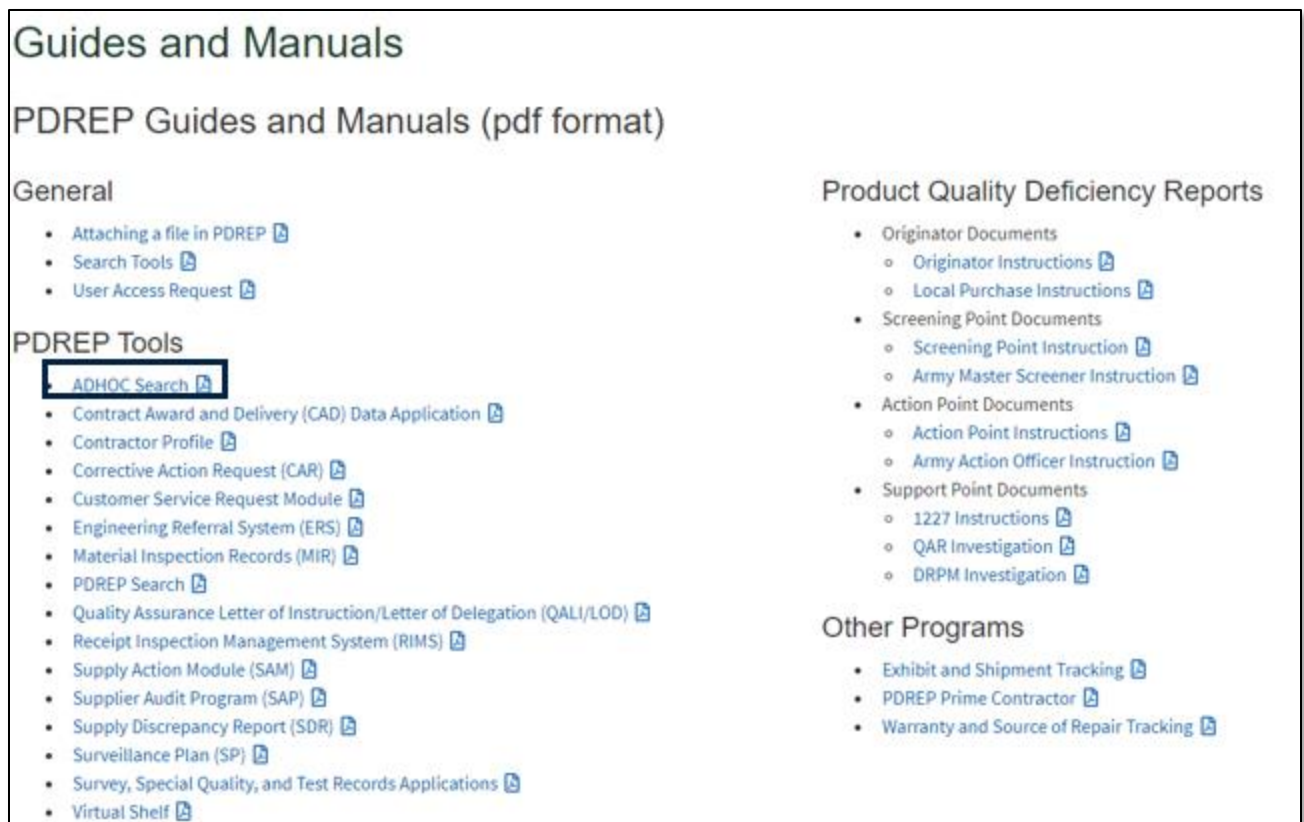 Guides and Manuals
PDREP Guides and Manuals (pdf format)
General
Attaching a file in PDREP
Search Tools
User Access Request
PDREP Tools
ADHOC Search
Contract Award and Delivery (CAD) Data Application
Contractor Profile
Corrective Action Request (CAR)
Customer Service Request Module
Engineering Referral System (ERS)
Material Inspection Records (MIR)
PDREP Search
Quality Assurance Letter of Instruction/Letter of Delegation (QALI/LOD)
Receipt Inspection Management System (RIMS)
Supply Action Module (SAM)
Supplier Audit Program (SAP)
Supply Discrepancy Report (SDR)
Surveillance Plan (SP)
Survey, Special Quality, and Test Records Applications
Virtual Shelf
Product Quality Deficiency Reports
Originator Documents
Originator Instructions
Local Purchase Instructions
Screening Point Documents
Screening Point Instruction
Army Master Screener Instruction
Action Point Documents
Action Point Instructions
Army Action Officer Instruction
Support Point Documents
1227 Instructions
QAR Investigation
DRPM Investigation
Other Programs
Exhibit and Shipment Tracking
PDREP Prime Contractor
Warranty and Source of Repair Tracking